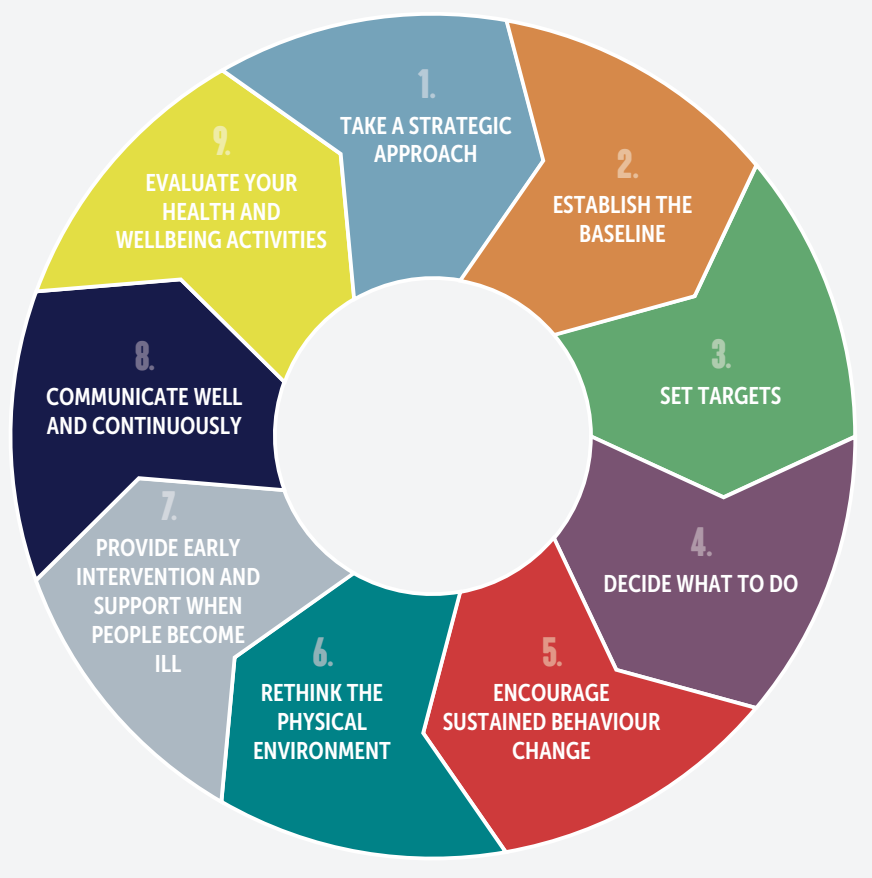 1.
TAKE A STRATEGIC
APPROACH
2.
ESTABLISH THE
BASELINE
3.
SET TARGETS
4.
DECIDE WHAT TO DO
5.
ENCOURAGE
SUSTAINED BEHAVIOUR
CHANGE
6.
RETHINK THE
PHYSICAL
ENVIRONMENT
7.
PROVIDE EARLY
INTERVENTION AND
SUPPORT WHEN
PEOPLE BECOME
ILL
8.
COMMUNICATE WELL
AND CONTINUOUSLY
9.
EVALUATE YOUR
HEALTH AND
WELLBEING ACTIVITIES